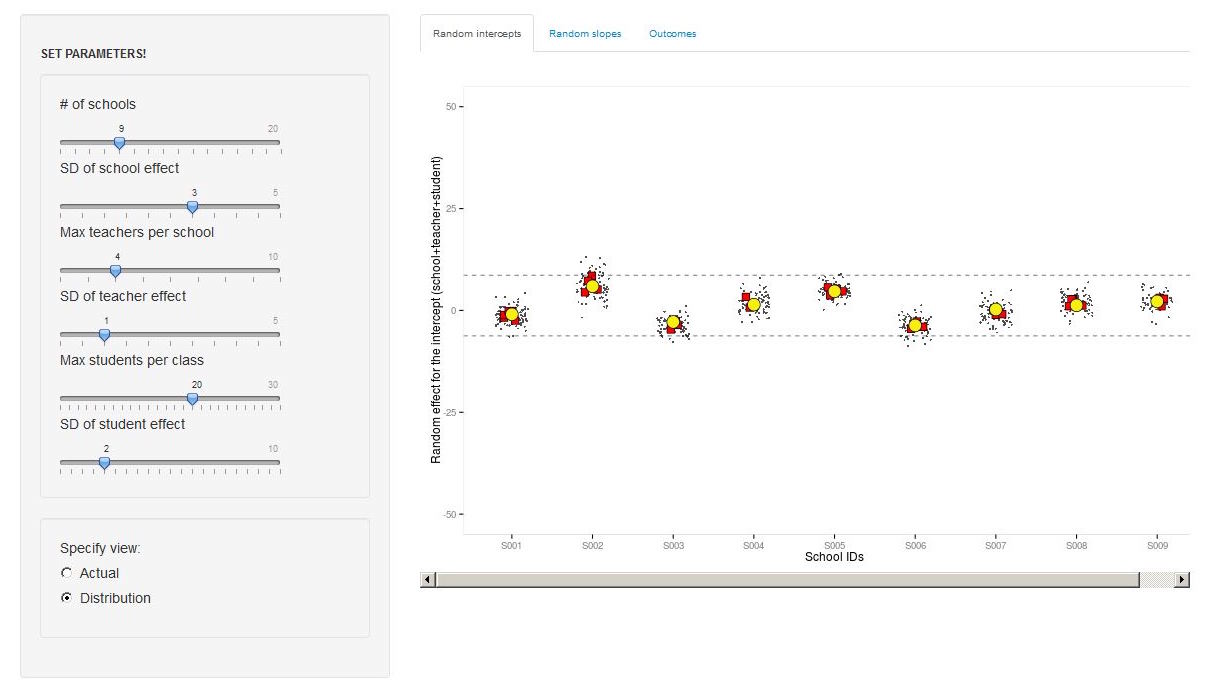 SET PARAMETERS!
# of schools
9 20
SD of school effect
3 5
Max teachers per school
4 10
SD of teacher effect
1 5
Max students per class
20 30
SD of student effect
2 10
Specify view:
Actual
Distribution
Random intercepts Random slopes Outcomes
Random effect for the intercept (school+teacher+student)
50
25
0
-25
-50
S001 S002 S003 S004 S005 S006 S007 S008 S009
School IDs